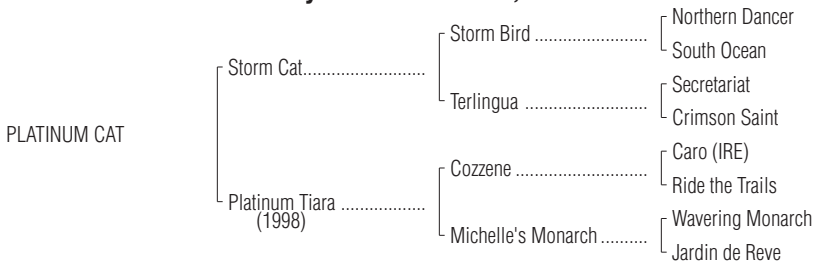 Northern Dancer
Storm Bird ........................
South Ocean
Storm Cat..........................
Secretariat
Terlingua ..........................
Crimson Saint
PLATINUM CAT
Caro (IRE)
Cozzene ............................
Ride the Trails
Platinum Tiara ..................
(1998)
Wavering Monarch
Michelle's Monarch..........
Jardin de Reve